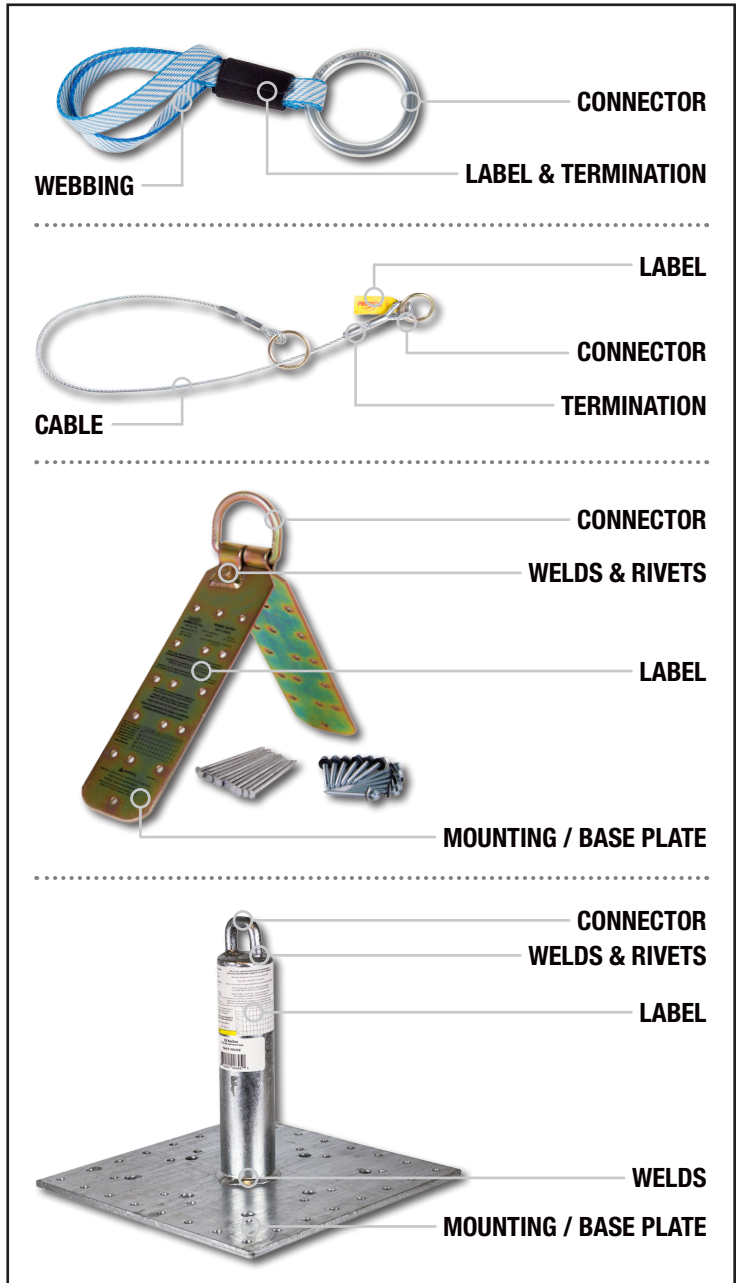 CONNECTOR
LABEL & TERMINATION
WEBBING
LABEL
CONNECTOR
TERMINATION
CABLE
CONNECTOR
WELDS & RIVETS
LABEL
MOUNTING / BASE PLATE
CONNECTOR
WELDS & RIVETS
LABEL
WELDS
MOUNTING / BASE PLATE